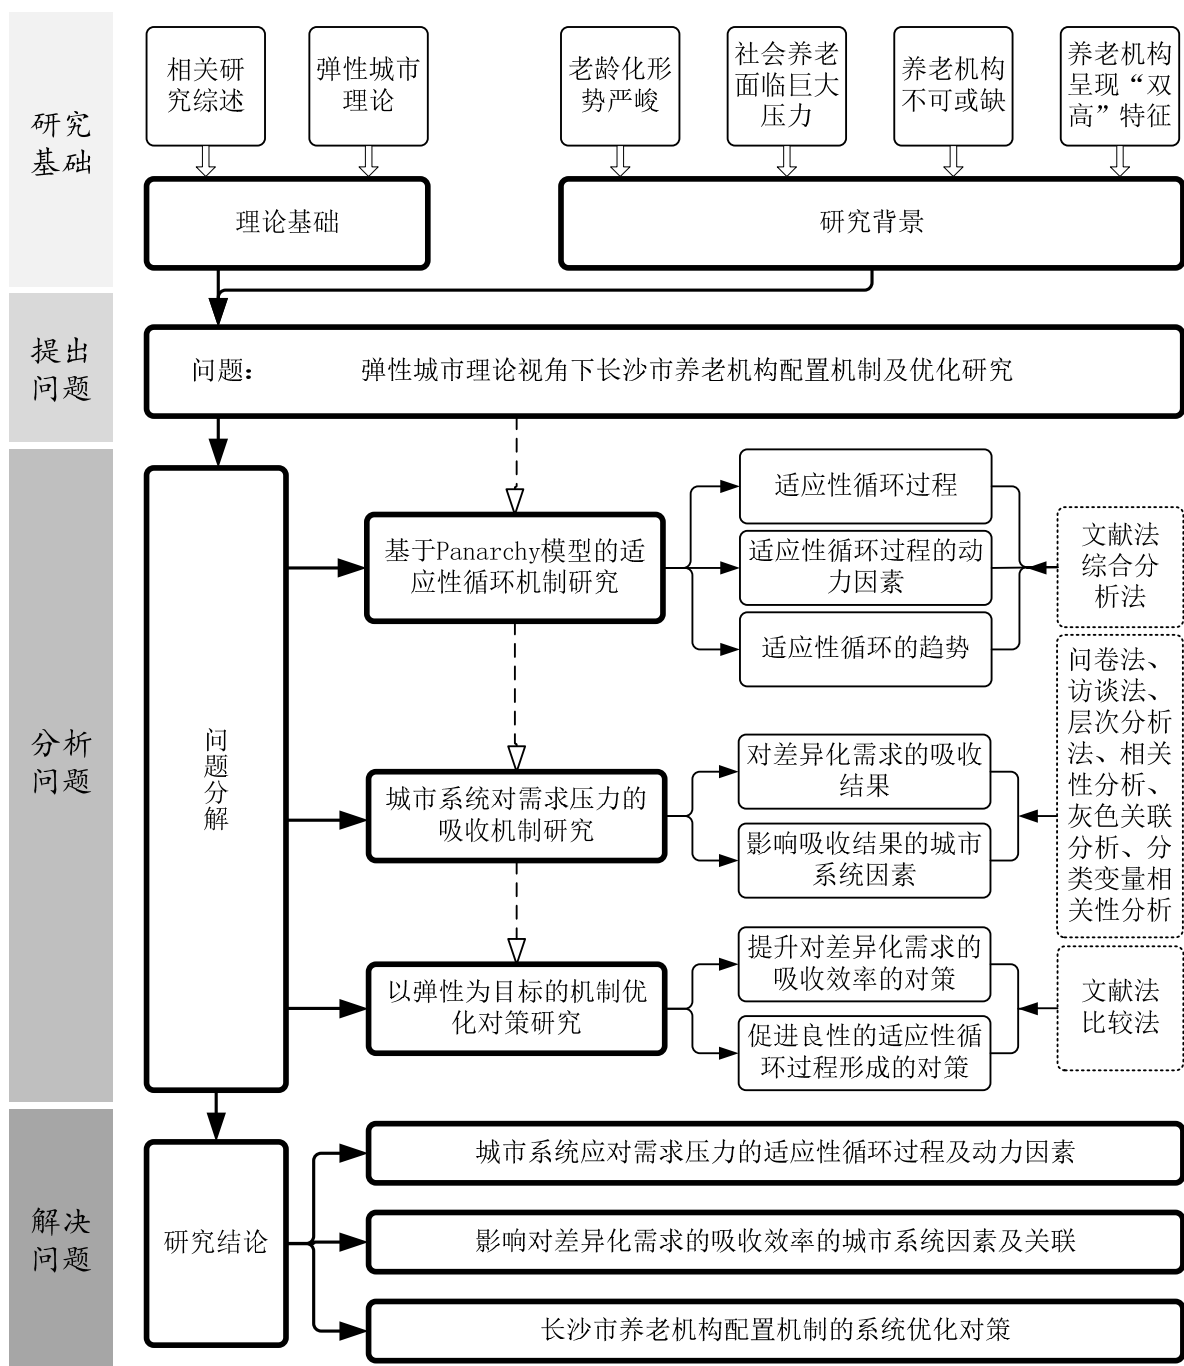 研究
基础
相关研
究综述
弹性城市
理论
老龄化形
势严峻
社会养老
面临巨大
压力
养老机构
不可或缺
养老机构
呈现“双
高”特征
理论基础
研究背景
提出
问题
问题: 弹性城市理论视角下长沙市养老机构配置机制及优化研究
分析
问题
问
题
分
解
基于Panarchy模型的适
应性循环机制研究
适应性循环过程
适应性循环过程的动
力因素
适应性循环的趋势
文献法
综合分
析法
城市系统对需求压力的
吸收机制研究
对差异化需求的吸收
结果
影响吸收结果的城市
系统因素
问卷法、
访谈法、
层次分析
法、相关
性分析、
灰色关联
分析、分
类变量相
关性分析
以弹性为目标的机制优
化对策研究
提升对差异化需求的
吸收效率的对策
促进良性的适应性循
环过程形成的对策
文献法
比较法
解决
问题
研究结论
城市系统应对需求压力的适应性循环过程及动力因素
影响对差异化需求的吸收效率的城市系统因素及关联
长沙市养老机构配置机制的系统优化对策